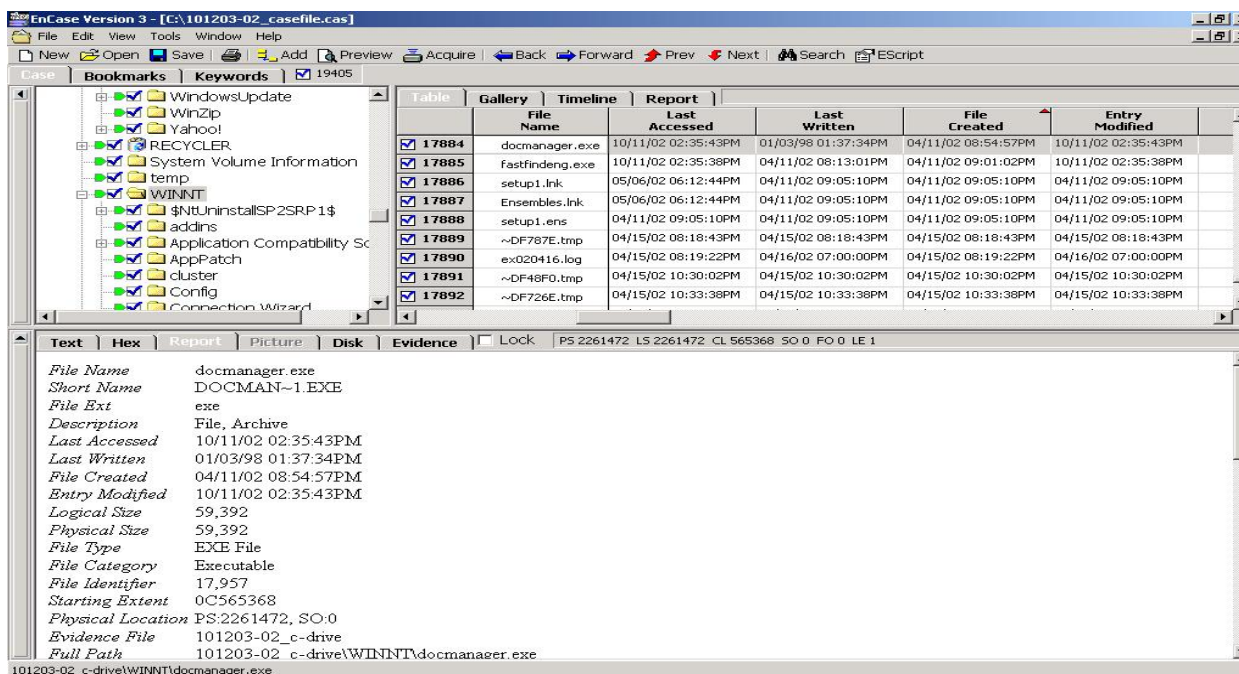 EnCase Version 3 - [C:\101203-02_casefile.cas]
File Edit View Tools Window Help
New Open Save Add Preview Acquire Back Forward Prev Next Search EScript
Case Bookmarks Keywords 19405
WindowsUpdate
WinZip
Yahoo!
RECYCLER
System Volume Information
temp
WINNT
$NtUninstallSP2SRP1$
addins
Application Compatibility Sc
AppPatch
cluster
Config
Connection Wizard
Table Gallery Timeline Report
File Name Last Accessed Last Written File Created Entry Modified
17884 docmanager.exe 10/11/02 02:35:43PM 01/03/98 01:37:34PM 04/11/02 08:54:57PM 10/11/02 02:35:43PM
17885 fastfindeng.exe 10/11/02 02:35:38PM 04/11/02 08:13:01PM 04/11/02 09:01:02PM 10/11/02 02:35:38PM
17886 setup1.lnk 05/06/02 06:12:44PM 04/11/02 09:05:10PM 04/11/02 09:05:10PM 04/11/02 09:05:10PM
17887 Ensembles.lnk 05/06/02 06:12:44PM 04/11/02 09:05:10PM 04/11/02 09:05:10PM 04/11/02 09:05:10PM
17888 setup1.ens 04/11/02 09:05:10PM 04/11/02 09:05:10PM 04/11/02 09:05:10PM 04/11/02 09:05:10PM
17889 ~DF787E.tmp 04/15/02 08:18:43PM 04/15/02 08:18:43PM 04/15/02 08:18:43PM 04/15/02 08:18:43PM
17890 ex020416.log 04/15/02 08:19:22PM 04/16/02 07:00:00PM 04/15/02 08:19:22PM 04/16/02 07:00:00PM
17891 ~DF48F0.tmp 04/15/02 10:30:02PM 04/15/02 10:30:02PM 04/15/02 10:30:02PM 04/15/02 10:30:02PM
17892 ~DF726E.tmp 04/15/02 10:33:38PM 04/15/02 10:33:38PM 04/15/02 10:33:38PM 04/15/02 10:33:38PM
Text Hex Report Picture Disk Evidence Lock PS 2261472 LS 2261472 CL 565368 SO 0 FO 0 LE 1
File Name docmanager.exe
Short Name DOCMAN~1.EXE
File Ext exe
Description File, Archive
Last Accessed 10/11/02 02:35:43PM
Last Written 01/03/98 01:37:34PM
File Created 04/11/02 08:54:57PM
Entry Modified 10/11/02 02:35:43PM
Logical Size 59,392
Physical Size 59,392
File Type EXE File
File Category Executable
File Identifier 17,957
Starting Extent 0C565368
Physical Location PS:2261472, SO:0
Evidence File 101203-02_c-drive
Full Path 101203-02_c-drive\WINNT\docmanager.exe
101203-02_c-drive\WINNT\docmanager.exe